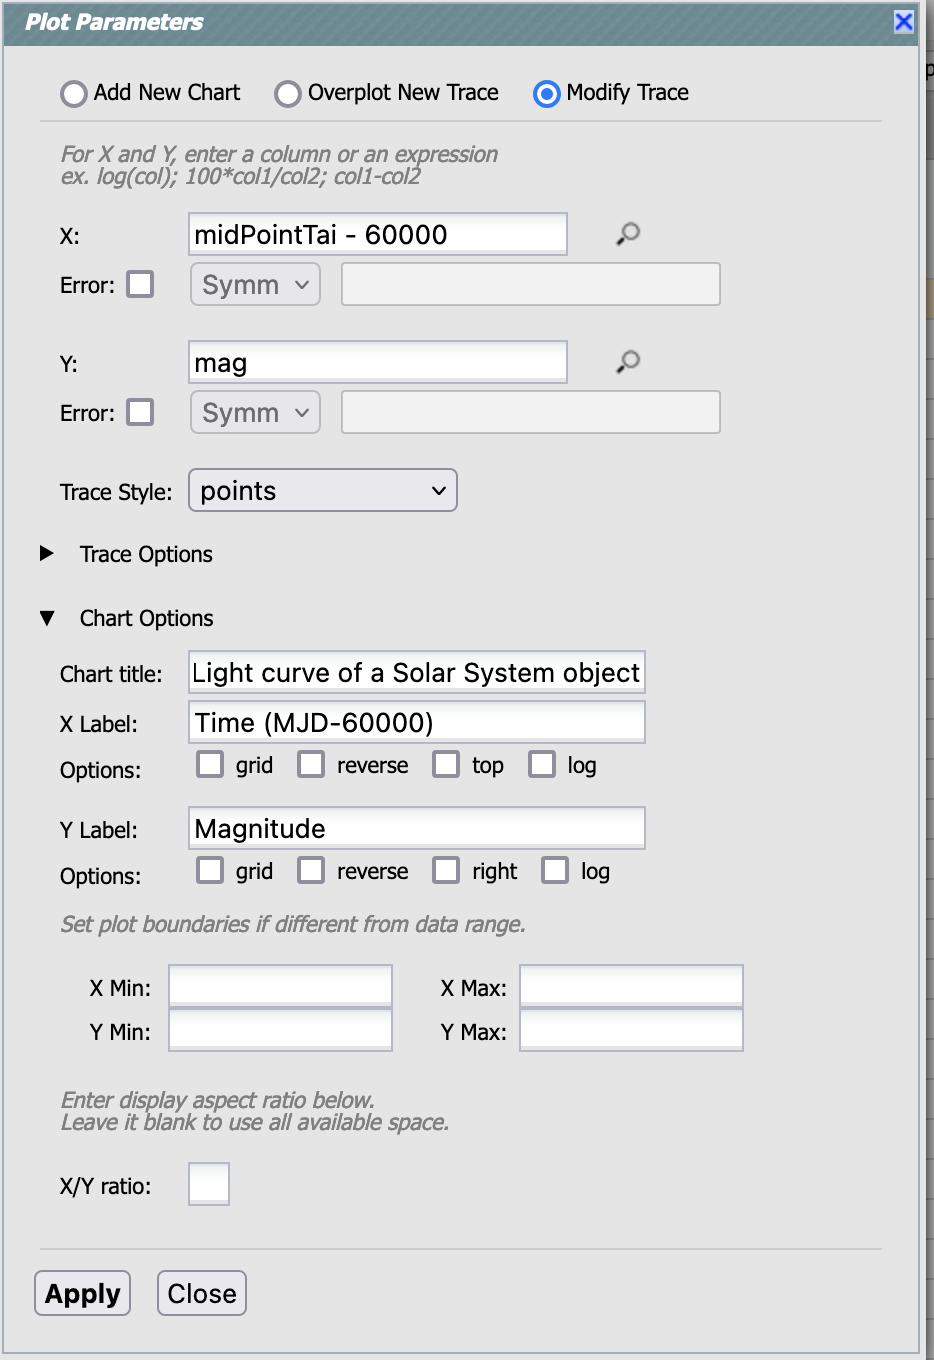 Plot Parameters
Add New Chart Overplot New Trace Modify Trace
For X and Y, enter a column or an expression
ex. log(col); 100*col1/col2; col1-col2
X: midPointTai - 60000
Error: Symm
Y: mag
Error: Symm
Trace Style: points
Trace Options
Chart Options
Chart title: Light curve of a Solar System object
X Label: Time (MJD-60000)
Options: grid reverse top log
Y Label: Magnitude
Options: grid reverse right log
Set plot boundaries if different from data range.
X Min: X Max:
Y Min: Y Max:
Enter display aspect ratio below.
Leave it blank to use all available space.
X/Y ratio:
Apply Close